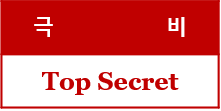 극 비
Top Secret